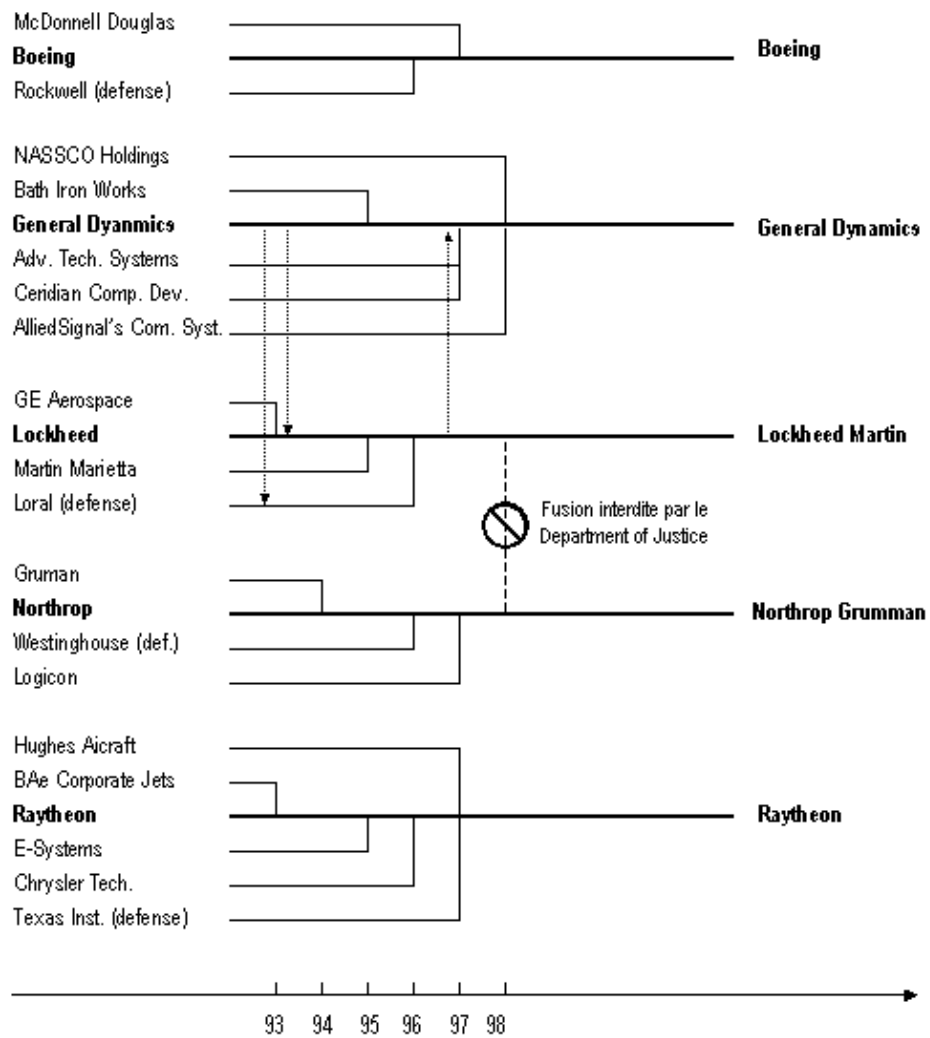 McDonnell Douglas
Boeing
Boeing
Rockwell (defense)
NASSCO Holdings
Bath Iron Works
General Dyanmics
General Dynamics
Adv. Tech. Systems
Ceridian Comp. Dev.
AlliedSignal's Com. Syst.
GE Aerospace
Lockheed
Lockheed Martin
Martin Marietta
Loral (defense)
Fusion interdite par le
Department of Justice
Gruman
Northrop
Northrop Grumman
Westinghouse (def.)
Logicon
Hughes Aicraft
BAe Corporate Jets
Raytheon
Raytheon
E-Systems
Chrysler Tech.
Texas Inst. (defense)
93 94 95 96 97 98